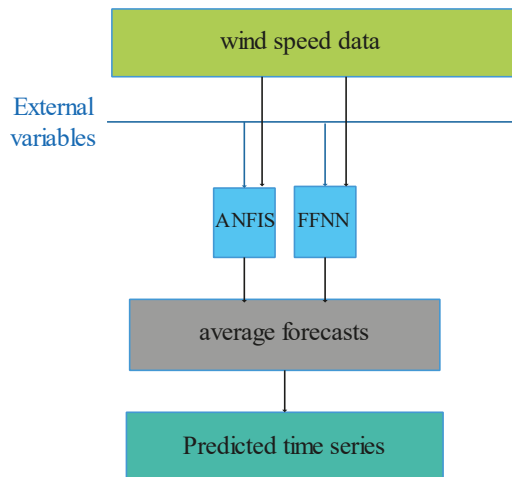 wind speed data
External
variables
ANFIS
FFNN
average forecasts
Predicted time series